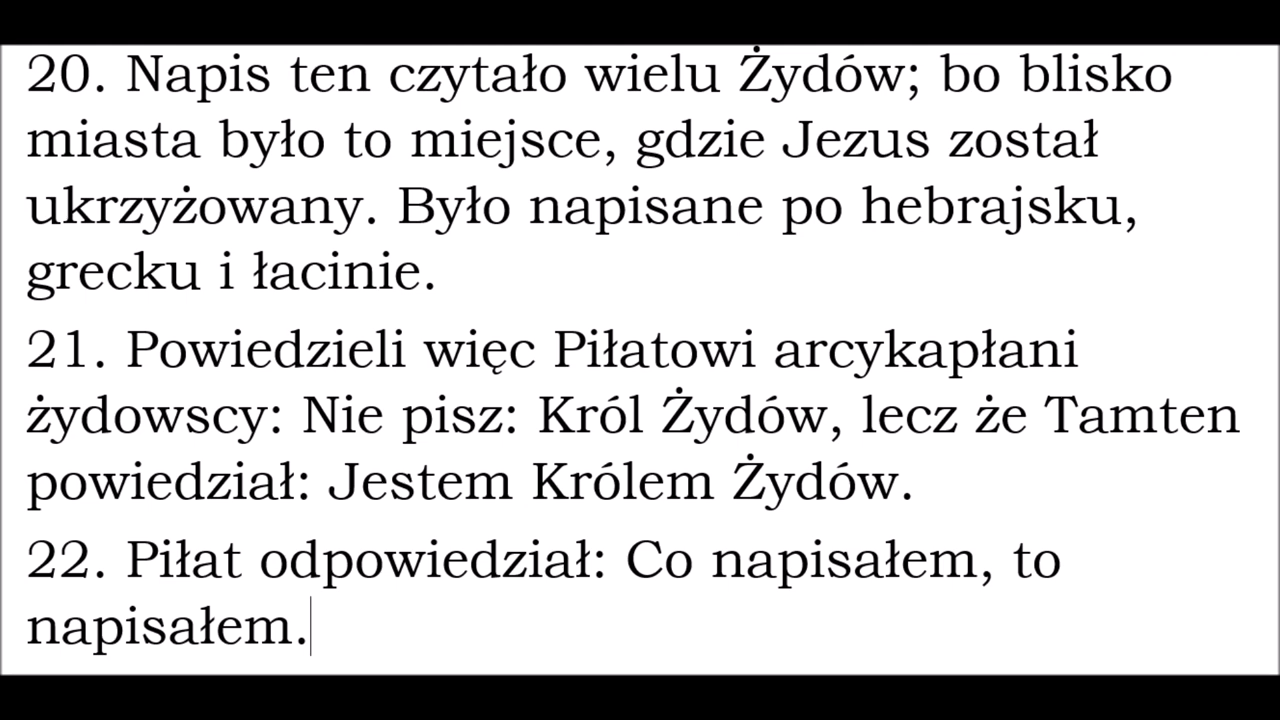 20. Napis ten czytało wielu Żydów; bo blisko
miasta było to miejsce, gdzie Jezus został
ukrzyżowany. Było napisane po hebrajsku,
grecku i łacinie.
21. Powiedzieli więc Piłatowi arcykapłani
żydowscy: Nie pisz: Król Żydów, lecz że Tamten
powiedział: Jestem Królem Żydów.
22. Piłat odpowiedział: Co napisałem, to
napisałem.